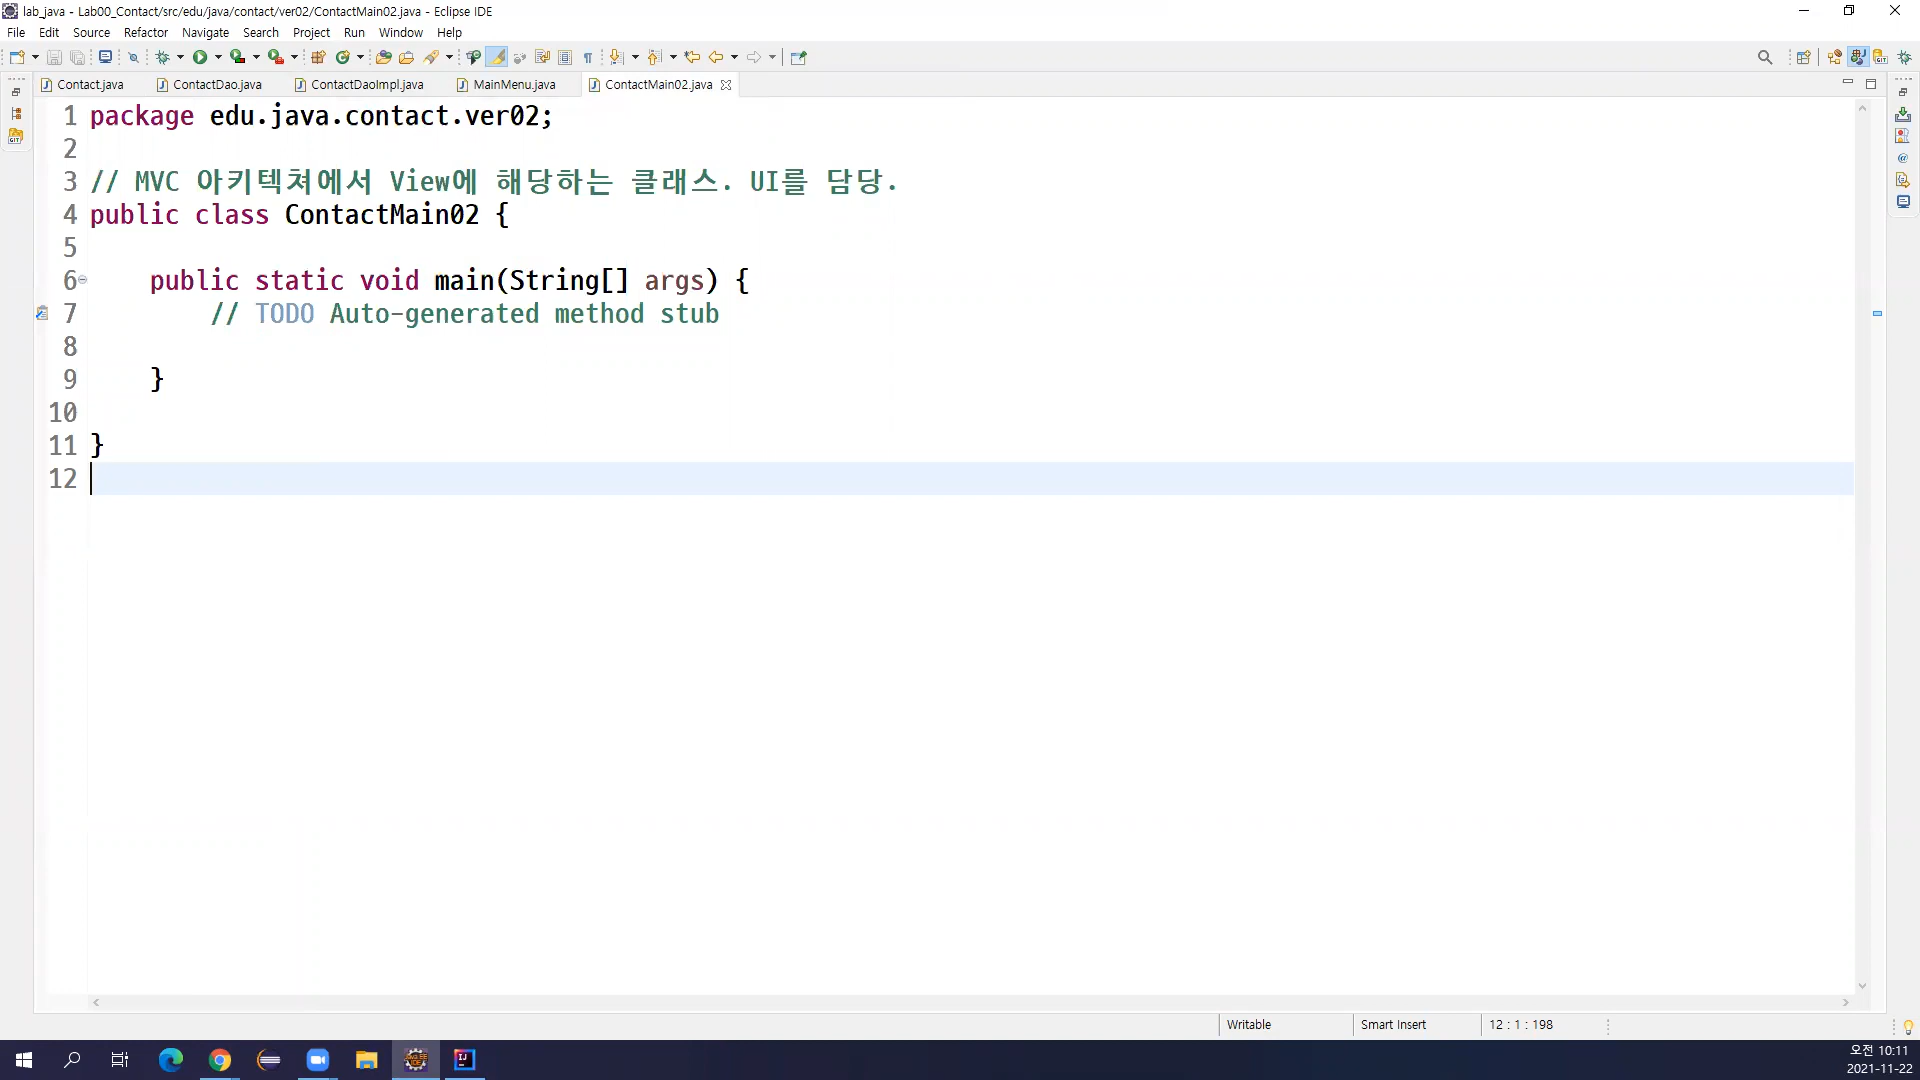 lab_java - Lab00_Contact/src/edu/java/contact/ver02/ContactMain02.java - Eclipse IDE
File Edit Source Refactor Navigate Search Project Run Window Help
Contact.java ContactDao.java ContactDaoImpl.java MainMenu.java ContactMain02.java
1 package edu.java.contact.ver02;
2
3 // MVC 아키텍쳐에서 View에 해당하는 클래스. UI를 담당.
4 public class ContactMain02 {
5
6 public static void main(String[] args) {
7 // TODO Auto-generated method stub
8
9 }
10
11 }
12
Writable Smart Insert 12 : 1 : 198
오전 10:11
2021-11-22